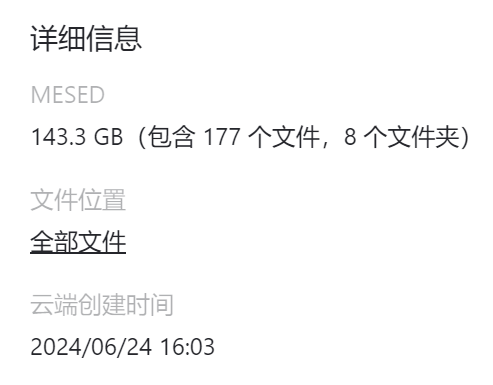 详细信息
MESED
143.3 GB（包含 177 个文件，8 个文件夹）
文件位置
全部文件
云端创建时间
2024/06/24 16:03